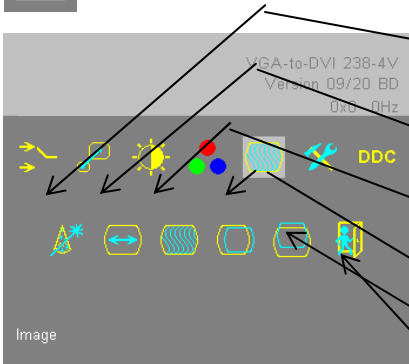 VGA-to-DVI 238-4V
Version 09/20 BD
0x0 0Hz
DDC
Image